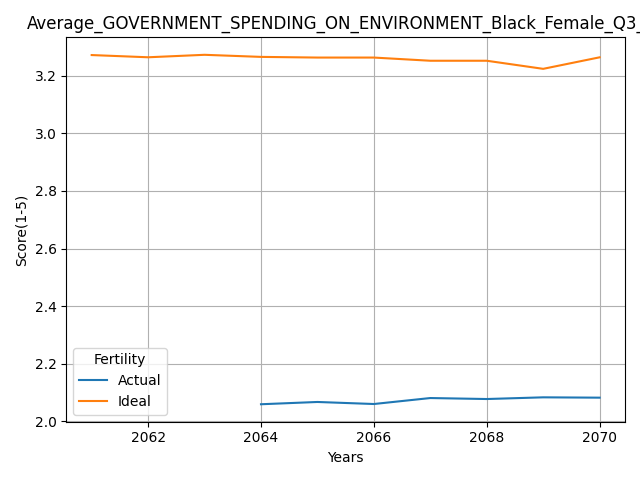 Average_GOVERNMENT_SPENDING_ON_ENVIRONMENT_Black_Female_Q3_
Score(1-5)
3.2
3.0
2.8
2.6
2.4
2.2
2.0
Fertility
Actual
Ideal
2062 2064 2066 2068 2070
Years